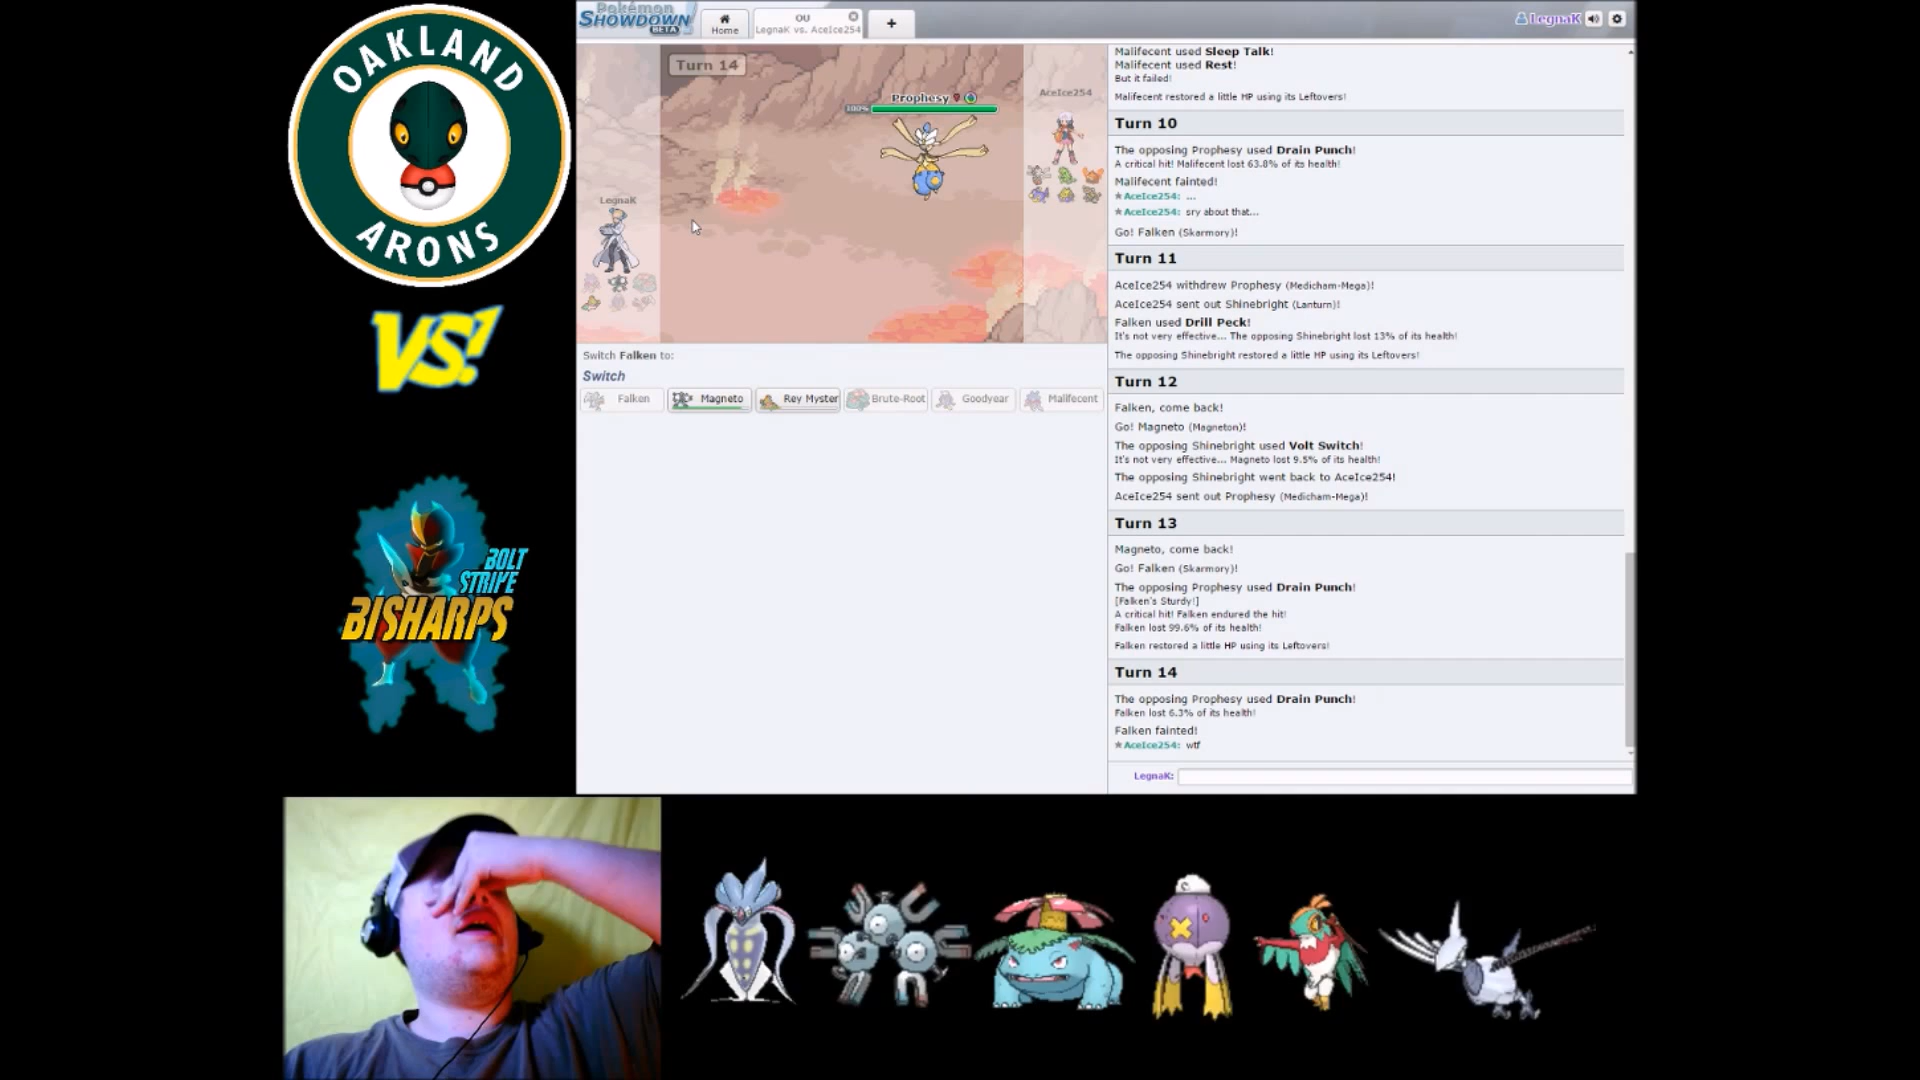 OAKLAND
ARONS
VS!
BOLT
STRIKE
BISHARPS
Pokémon
SHOWDOWN!
BETA
Home
OU
LegnaK vs. AceIce254
+
LegnaK
Turn 14
Prophesy
100%
AceIce254
LegnaK
Switch Falken to:
Switch
Falken
Magneto
Rey Myster
Brute-Root
Goodyear
Malifecent
Malifecent used Sleep Talk!
Malifecent used Rest!
But it failed!
Malifecent restored a little HP using its Leftovers!
Turn 10
The opposing Prophesy used Drain Punch!
A critical hit! Malifecent lost 63.8% of its health!
Malifecent fainted!
★AceIce254: ...
★AceIce254: sry about that...
Go! Falken (Skarmory)!
Turn 11
AceIce254 withdrew Prophesy (Medicham-Mega)!
AceIce254 sent out Shinebright (Lanturn)!
Falken used Drill Peck!
It's not very effective... The opposing Shinebright lost 13% of its health!
The opposing Shinebright restored a little HP using its Leftovers!
Turn 12
Falken, come back!
Go! Magneto (Magneton)!
The opposing Shinebright used Volt Switch!
It's not very effective... Magneto lost 9.5% of its health!
The opposing Shinebright went back to AceIce254!
AceIce254 sent out Prophesy (Medicham-Mega)!
Turn 13
Magneto, come back!
Go! Falken (Skarmory)!
The opposing Prophesy used Drain Punch!
[Falken's Sturdy!]
A critical hit! Falken endured the hit!
Falken lost 99.6% of its health!
Falken restored a little HP using its Leftovers!
Turn 14
The opposing Prophesy used Drain Punch!
Falken lost 6.3% of its health!
Falken fainted!
★AceIce254: wtf
LegnaK: